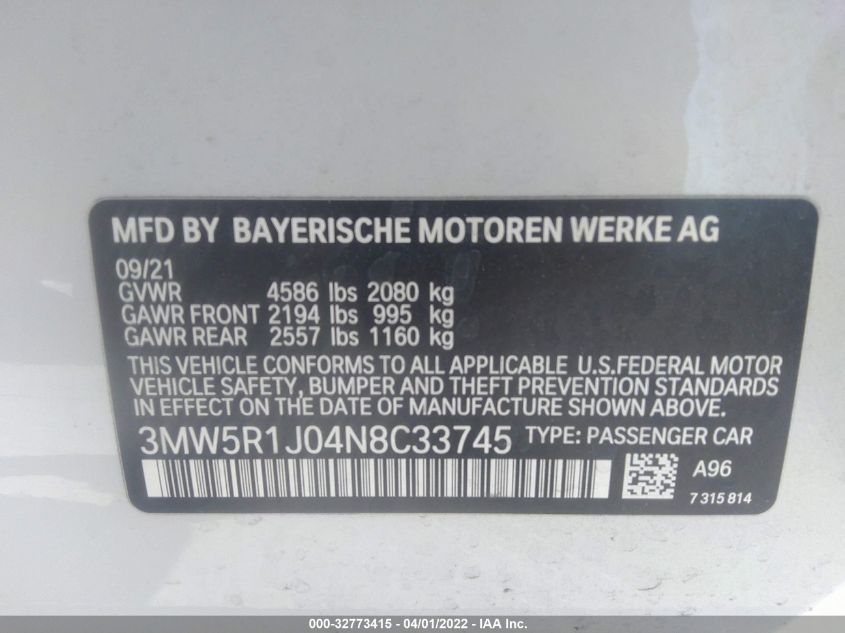 MFD BY BAYERISCHE MOTOREN WERKE AG
09/21
GVWR 4586 lbs 2080 kg
GAWR FRONT 2194 lbs 995 kg
GAWR REAR 2557 lbs 1160 kg
THIS VEHICLE CONFORMS TO ALL APPLICABLE U.S.FEDERAL MOTOR
VEHICLE SAFETY, BUMPER AND THEFT PREVENTION STANDARDS
IN EFFECT ON THE DATE OF MANUFACTURE SHOWN ABOVE.
3MW5R1J04N8C33745 TYPE: PASSENGER CAR
A96
7 315 814
000-32773415 - 04/01/2022 - IAA Inc.